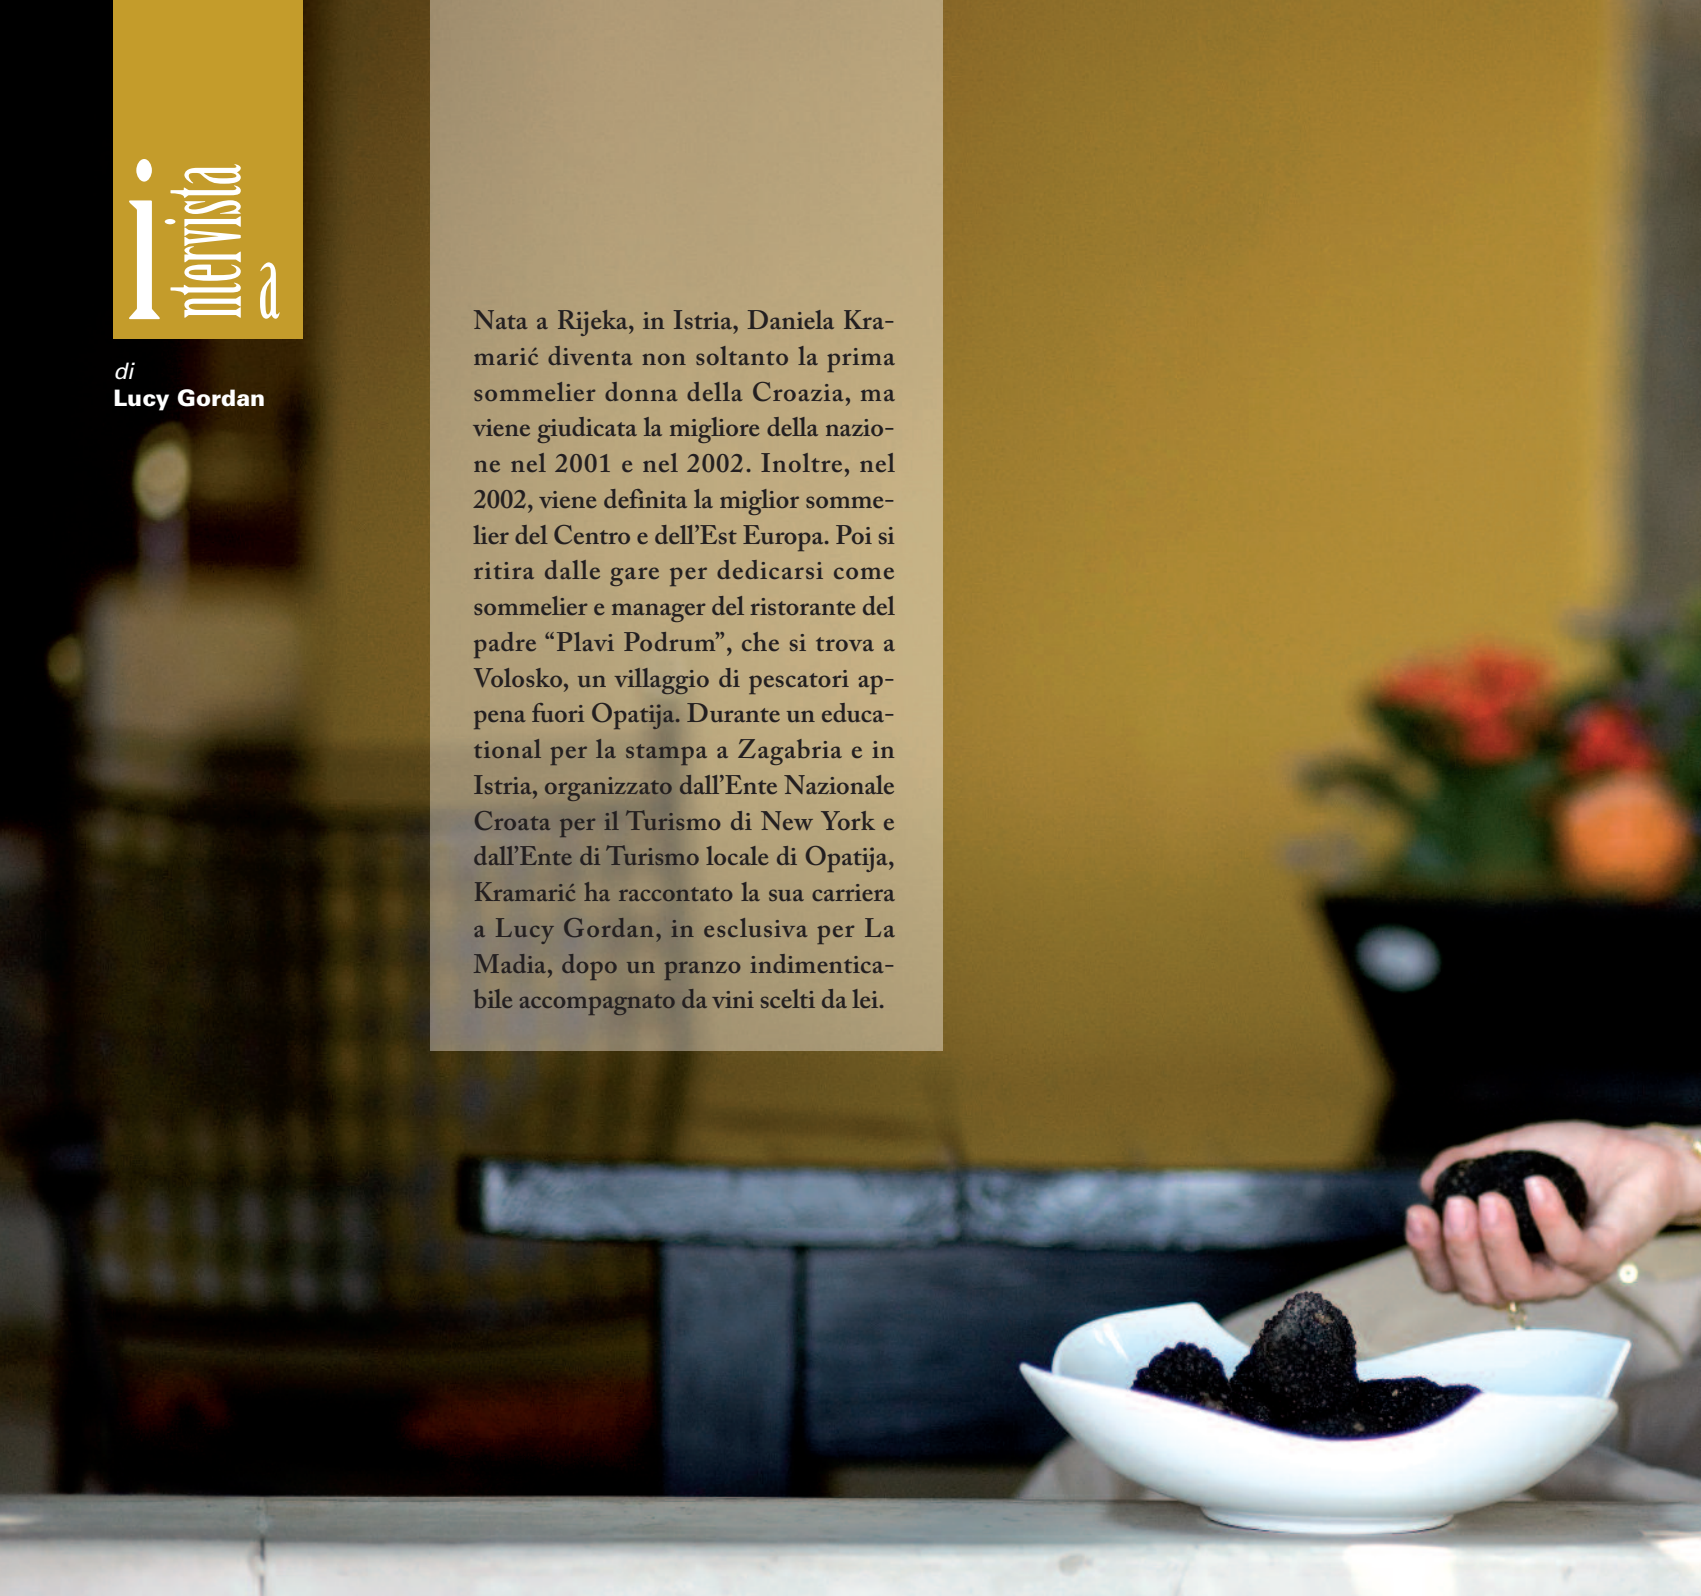 intervista a
di
Lucy Gordan
Nata a Rijeka, in Istria, Daniela Kra-
marić diventa non soltanto la prima
sommelier donna della Croazia, ma
viene giudicata la migliore della nazio-
ne nel 2001 e nel 2002. Inoltre, nel
2002, viene definita la miglior somme-
lier del Centro e dell’Est Europa. Poi si
ritira dalle gare per dedicarsi come
sommelier e manager del ristorante del
padre “Plavi Podrum”, che si trova a
Volosko, un villaggio di pescatori ap-
pena fuori Opatija. Durante un educa-
tional per la stampa a Zagabria e in
Istria, organizzato dall’Ente Nazionale
Croata per il Turismo di New York e
dall’Ente di Turismo locale di Opatija,
Kramarić ha raccontato la sua carriera
a Lucy Gordan, in esclusiva per La
Madia, dopo un pranzo indimentica-
bile accompagnato da vini scelti da lei.